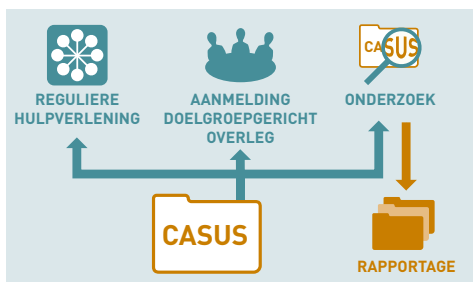 CASUS
REGULIERE
HULPVERLENING
AANMELDING
DOELGROEPGERICHT
OVERLEG
ONDERZOEK
CASUS
RAPPORTAGE